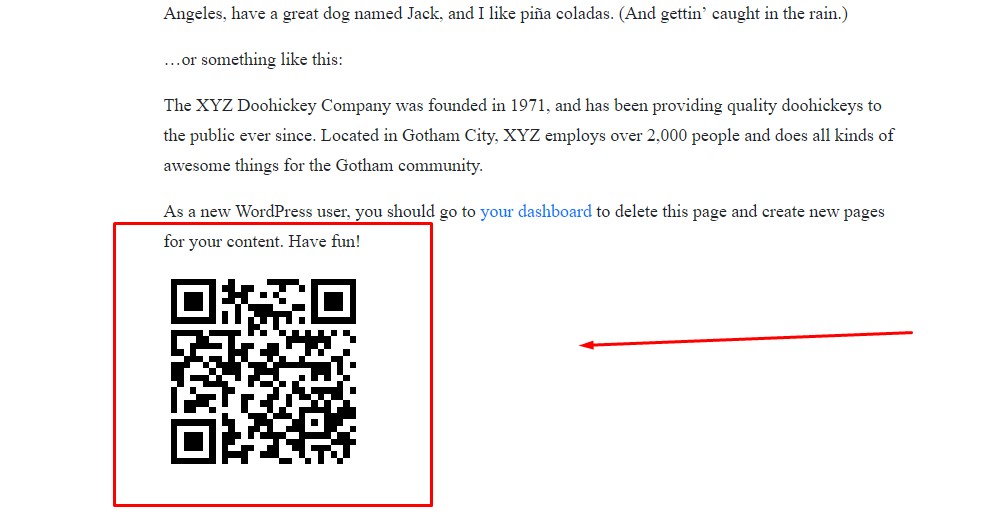 Angeles, have a great dog named Jack, and I like piña coladas. (And gettin’ caught in the rain.)
…or something like this:
The XYZ Doohickey Company was founded in 1971, and has been providing quality doohickeys to
the public ever since. Located in Gotham City, XYZ employs over 2,000 people and does all kinds of
awesome things for the Gotham community.
As a new WordPress user, you should go to your dashboard to delete this page and create new pages
for your content. Have fun!